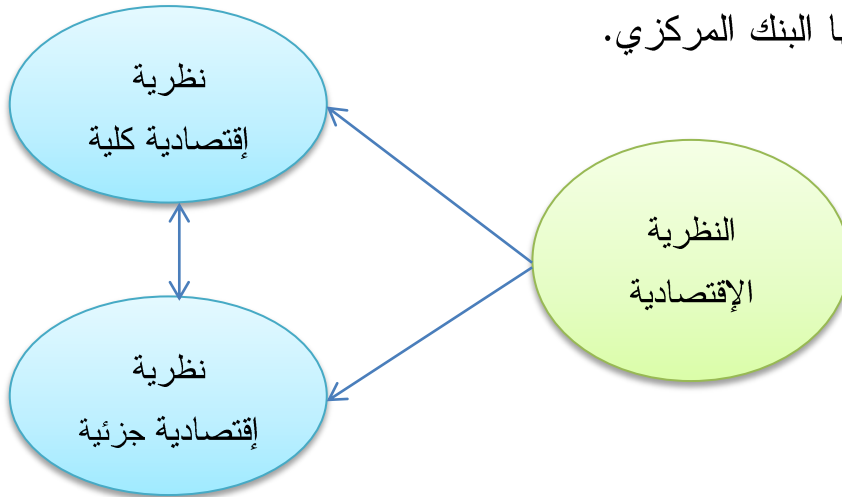 البنك المركزي.
نظرية
إقتصادية كلية
النظرية
الإقتصادية
نظرية
إقتصادية جزئية